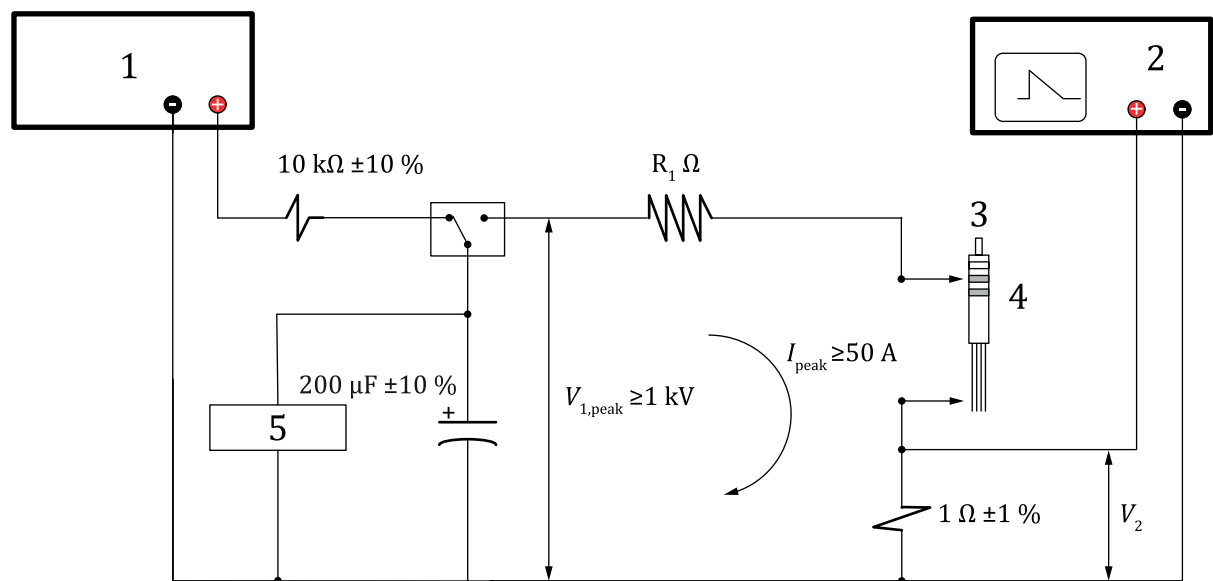 1
2
10 kΩ ±10 %
R1 Ω
3
4
Ipeak ≥50 A
200 µF ±10 %
V1,peak ≥1 kV
+
5
1 Ω ±1 %
V2